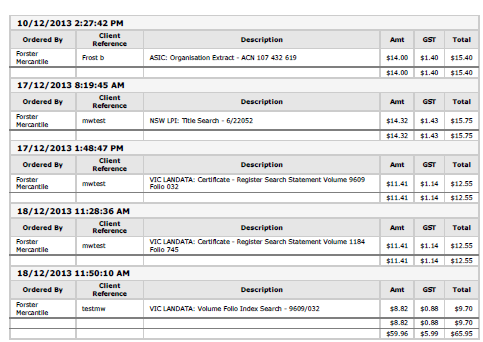 10/12/2013 2:27:42 PM
Ordered By Client Reference Description Amt GST Total
Forster Mercantile Frost b ASIC: Organisation Extract - ACN 107 432 619 $14.00 $1.40 $15.40
$14.00 $1.40 $15.40
17/12/2013 8:19:45 AM
Ordered By Client Reference Description Amt GST Total
Forster Mercantile mwtest NSW LPI: Title Search - 6/22052 $14.32 $1.43 $15.75
$14.32 $1.43 $15.75
17/12/2013 1:48:47 PM
Ordered By Client Reference Description Amt GST Total
Forster Mercantile mwtest VIC LANDATA: Certificate - Register Search Statement Volume 9609 Folio 032 $11.41 $1.14 $12.55
$11.41 $1.14 $12.55
18/12/2013 11:28:36 AM
Ordered By Client Reference Description Amt GST Total
Forster Mercantile mwtest VIC LANDATA: Certificate - Register Search Statement Volume 1184 Folio 745 $11.41 $1.14 $12.55
$11.41 $1.14 $12.55
18/12/2013 11:50:10 AM
Ordered By Client Reference Description Amt GST Total
Forster Mercantile testmw VIC LANDATA: Volume Folio Index Search - 9609/032 $8.82 $0.88 $9.70
$8.82 $0.88 $9.70
$59.96 $5.99 $65.95